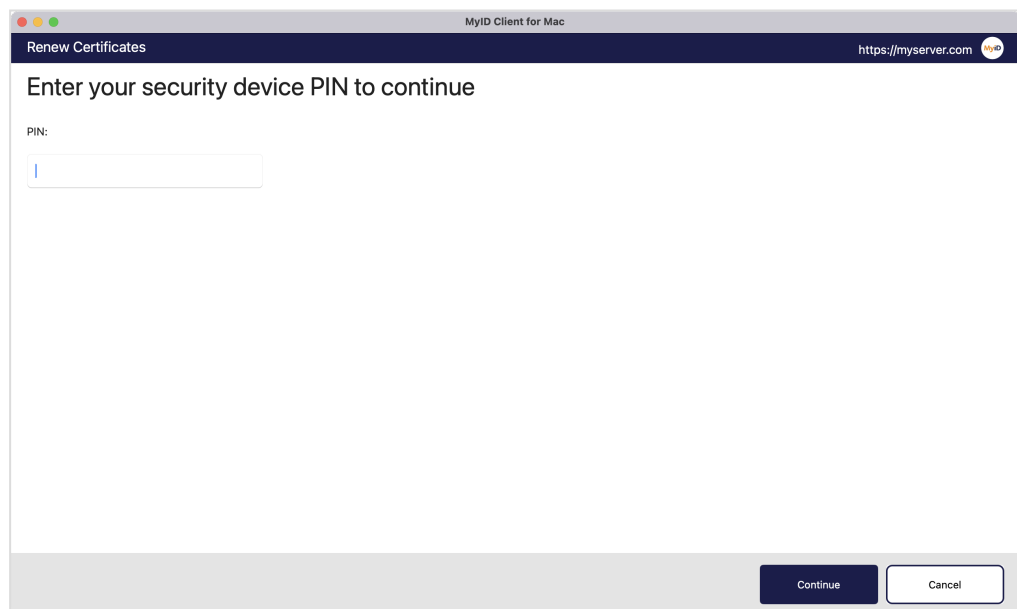 MyID Client for Mac
Renew Certificates
https://myserver.com
MyID
Enter your security device PIN to continue
PIN:
Continue
Cancel